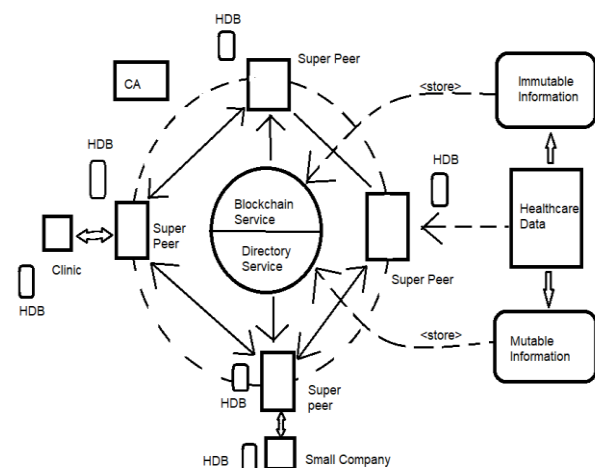 HDB
Super Peer
CA
<store>
Immutable
Information
HDB
HDB
Blockchain
Service
Healthcare
Data
Super
Peer
Directory
Service
Clinic
Super Peer
HDB
<store>
Mutable
Information
HDB
Super
peer
HDB
Small Company